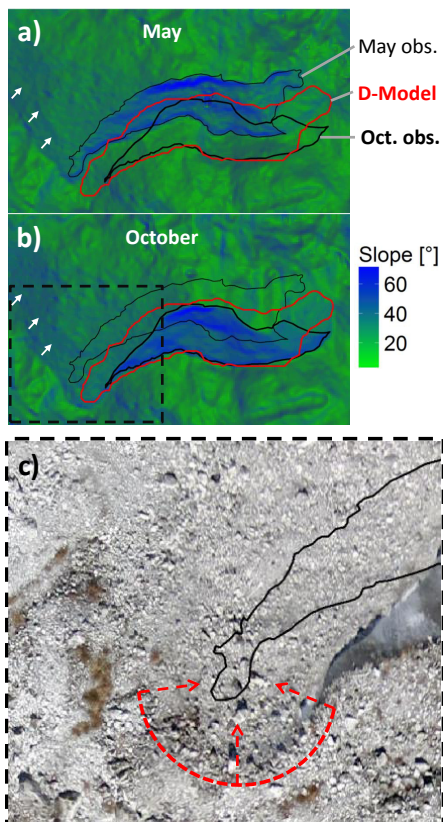 a)
May
May obs.
D-Model
Oct. obs.
b)
October
Slope [°]
60
40
20
c)